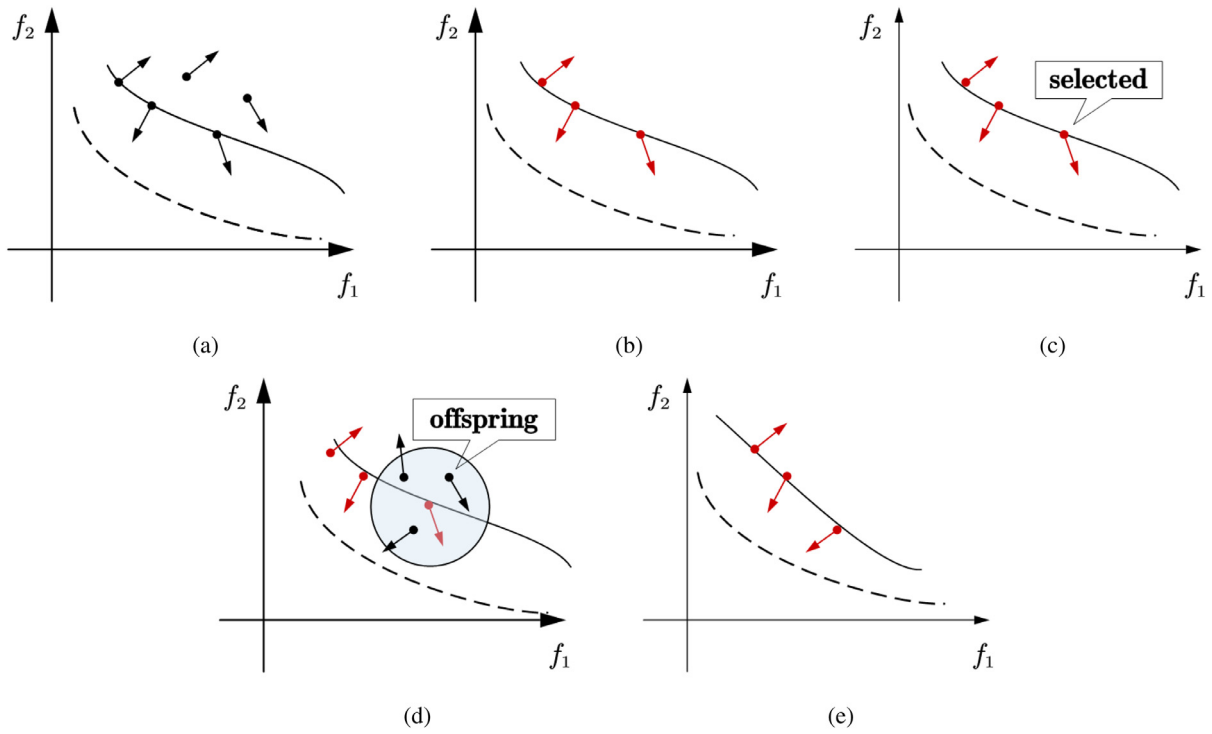 f₂
f₁
(a)
f₂
f₁
(b)
f₂
selected
f₁
(c)
f₂
offspring
f₁
(d)
f₂
f₁
(e)